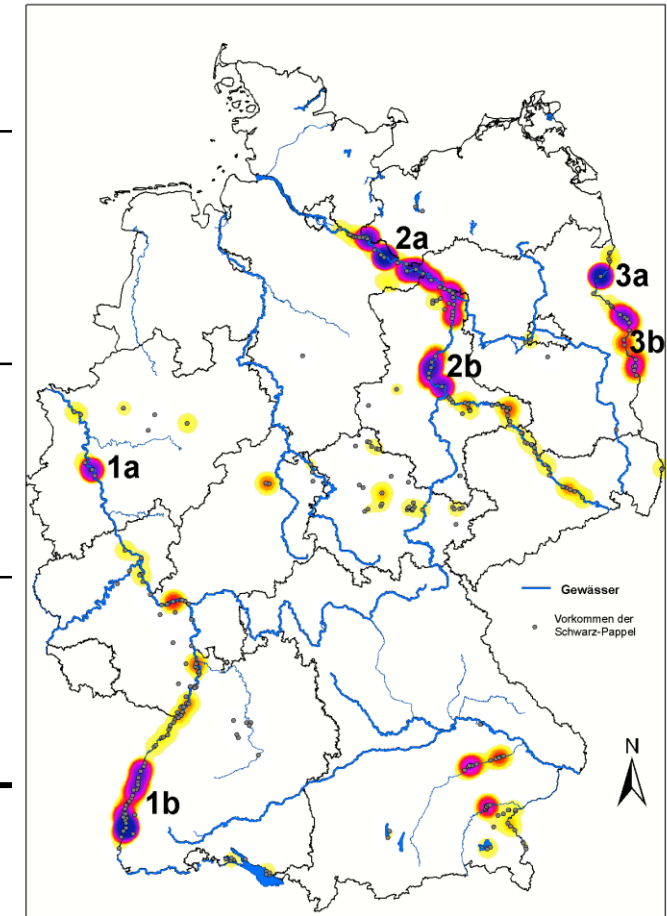 2a
3a
3b
2b
1a
Gewässer
Vorkommen der
Schwarz-Pappel
N
1b